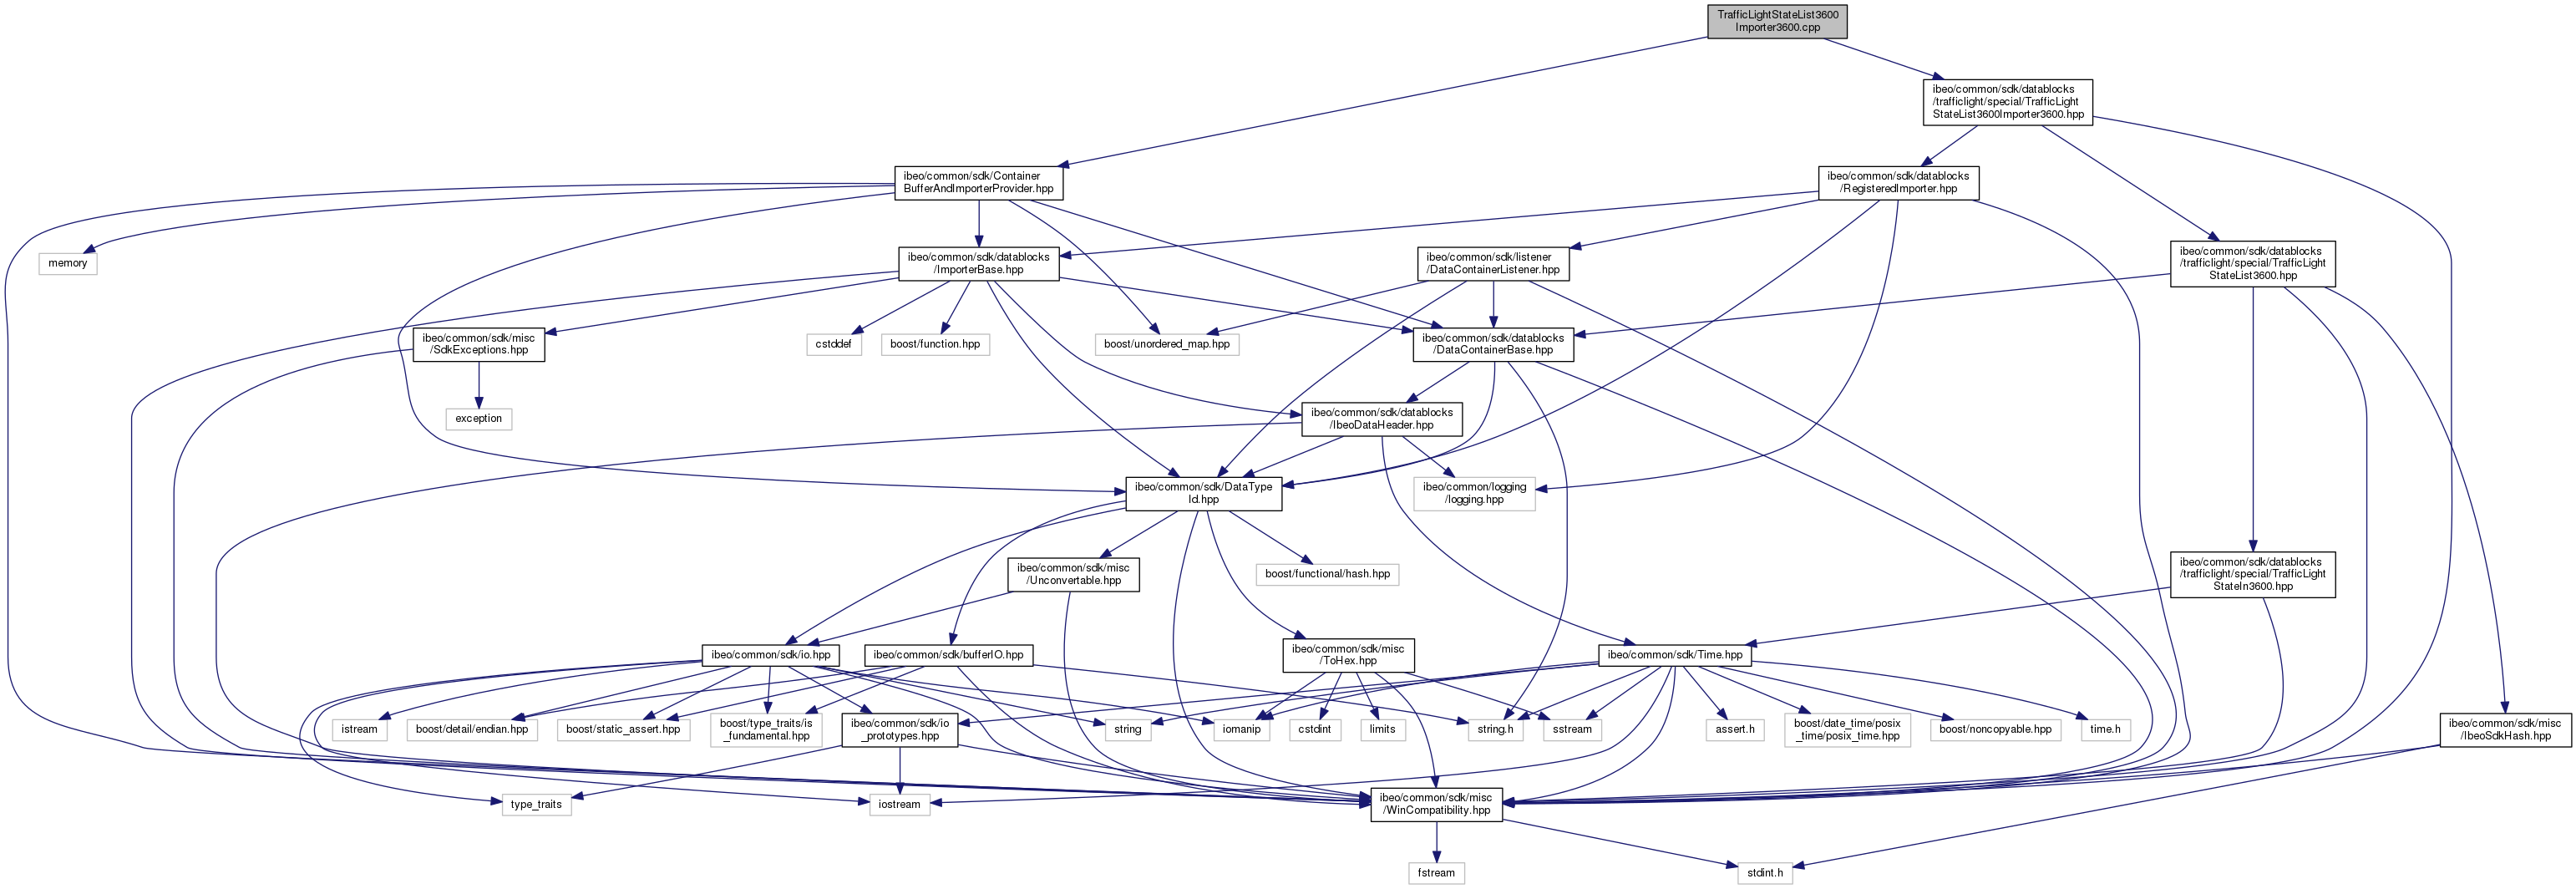 TrafficLightStateList3600
Importer3600.cpp
ibeo/common/sdk/datablocks
/trafficlight/special/TrafficLight
StateList3600Importer3600.hpp
ibeo/common/sdk/Container
BufferAndImporterProvider.hpp
ibeo/common/sdk/datablocks
/RegisteredImporter.hpp
memory
ibeo/common/sdk/datablocks
/ImporterBase.hpp
ibeo/common/sdk/listener
/DataContainerListener.hpp
ibeo/common/sdk/datablocks
/trafficlight/special/TrafficLight
StateList3600.hpp
ibeo/common/sdk/misc
/SdkExceptions.hpp
cstddef
boost/function.hpp
boost/unordered_map.hpp
ibeo/common/sdk/datablocks
/DataContainerBase.hpp
exception
ibeo/common/sdk/datablocks
/IbeoDataHeader.hpp
ibeo/common/sdk/DataType
Id.hpp
ibeo/common/logging
/logging.hpp
ibeo/common/sdk/misc
/Unconvertable.hpp
boost/functional/hash.hpp
ibeo/common/sdk/datablocks
/trafficlight/special/TrafficLight
StateIn3600.hpp
ibeo/common/sdk/io.hpp
ibeo/common/sdk/bufferIO.hpp
ibeo/common/sdk/misc
/ToHex.hpp
ibeo/common/sdk/Time.hpp
istream
boost/detail/endian.hpp
boost/static_assert.hpp
boost/type_traits/is
_fundamental.hpp
ibeo/common/sdk/io
_prototypes.hpp
string
iomanip
cstdint
limits
string.h
sstream
assert.h
boost/date_time/posix
_time/posix_time.hpp
boost/noncopyable.hpp
time.h
ibeo/common/sdk/misc
/IbeoSdkHash.hpp
type_traits
iostream
ibeo/common/sdk/misc
/WinCompatibility.hpp
fstream
stdint.h